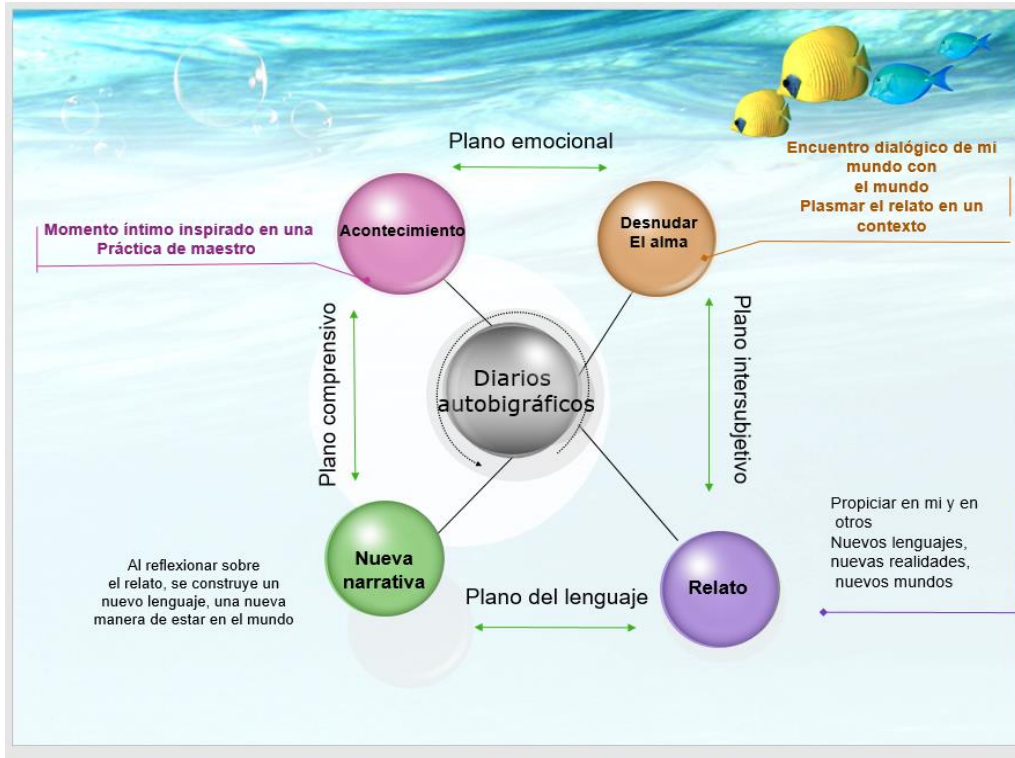 Plano emocional
Encuentro dialógico de mi
mundo con
el mundo
Plasmar el relato en un
contexto
Momento íntimo inspirado en una
Práctica de maestro
Acontecimiento
Desnudar
El alma
Plano comprensivo
Diarios
autobigráficos
Plano intersubjetivo
Propiciar en mi y en
otros
Nuevos lenguajes,
nuevas realidades,
nuevos mundos
Al reflexionar sobre
el relato, se construye un
nuevo lenguaje, una nueva
manera de estar en el mundo
Nueva
narrativa
Plano del lenguaje
Relato